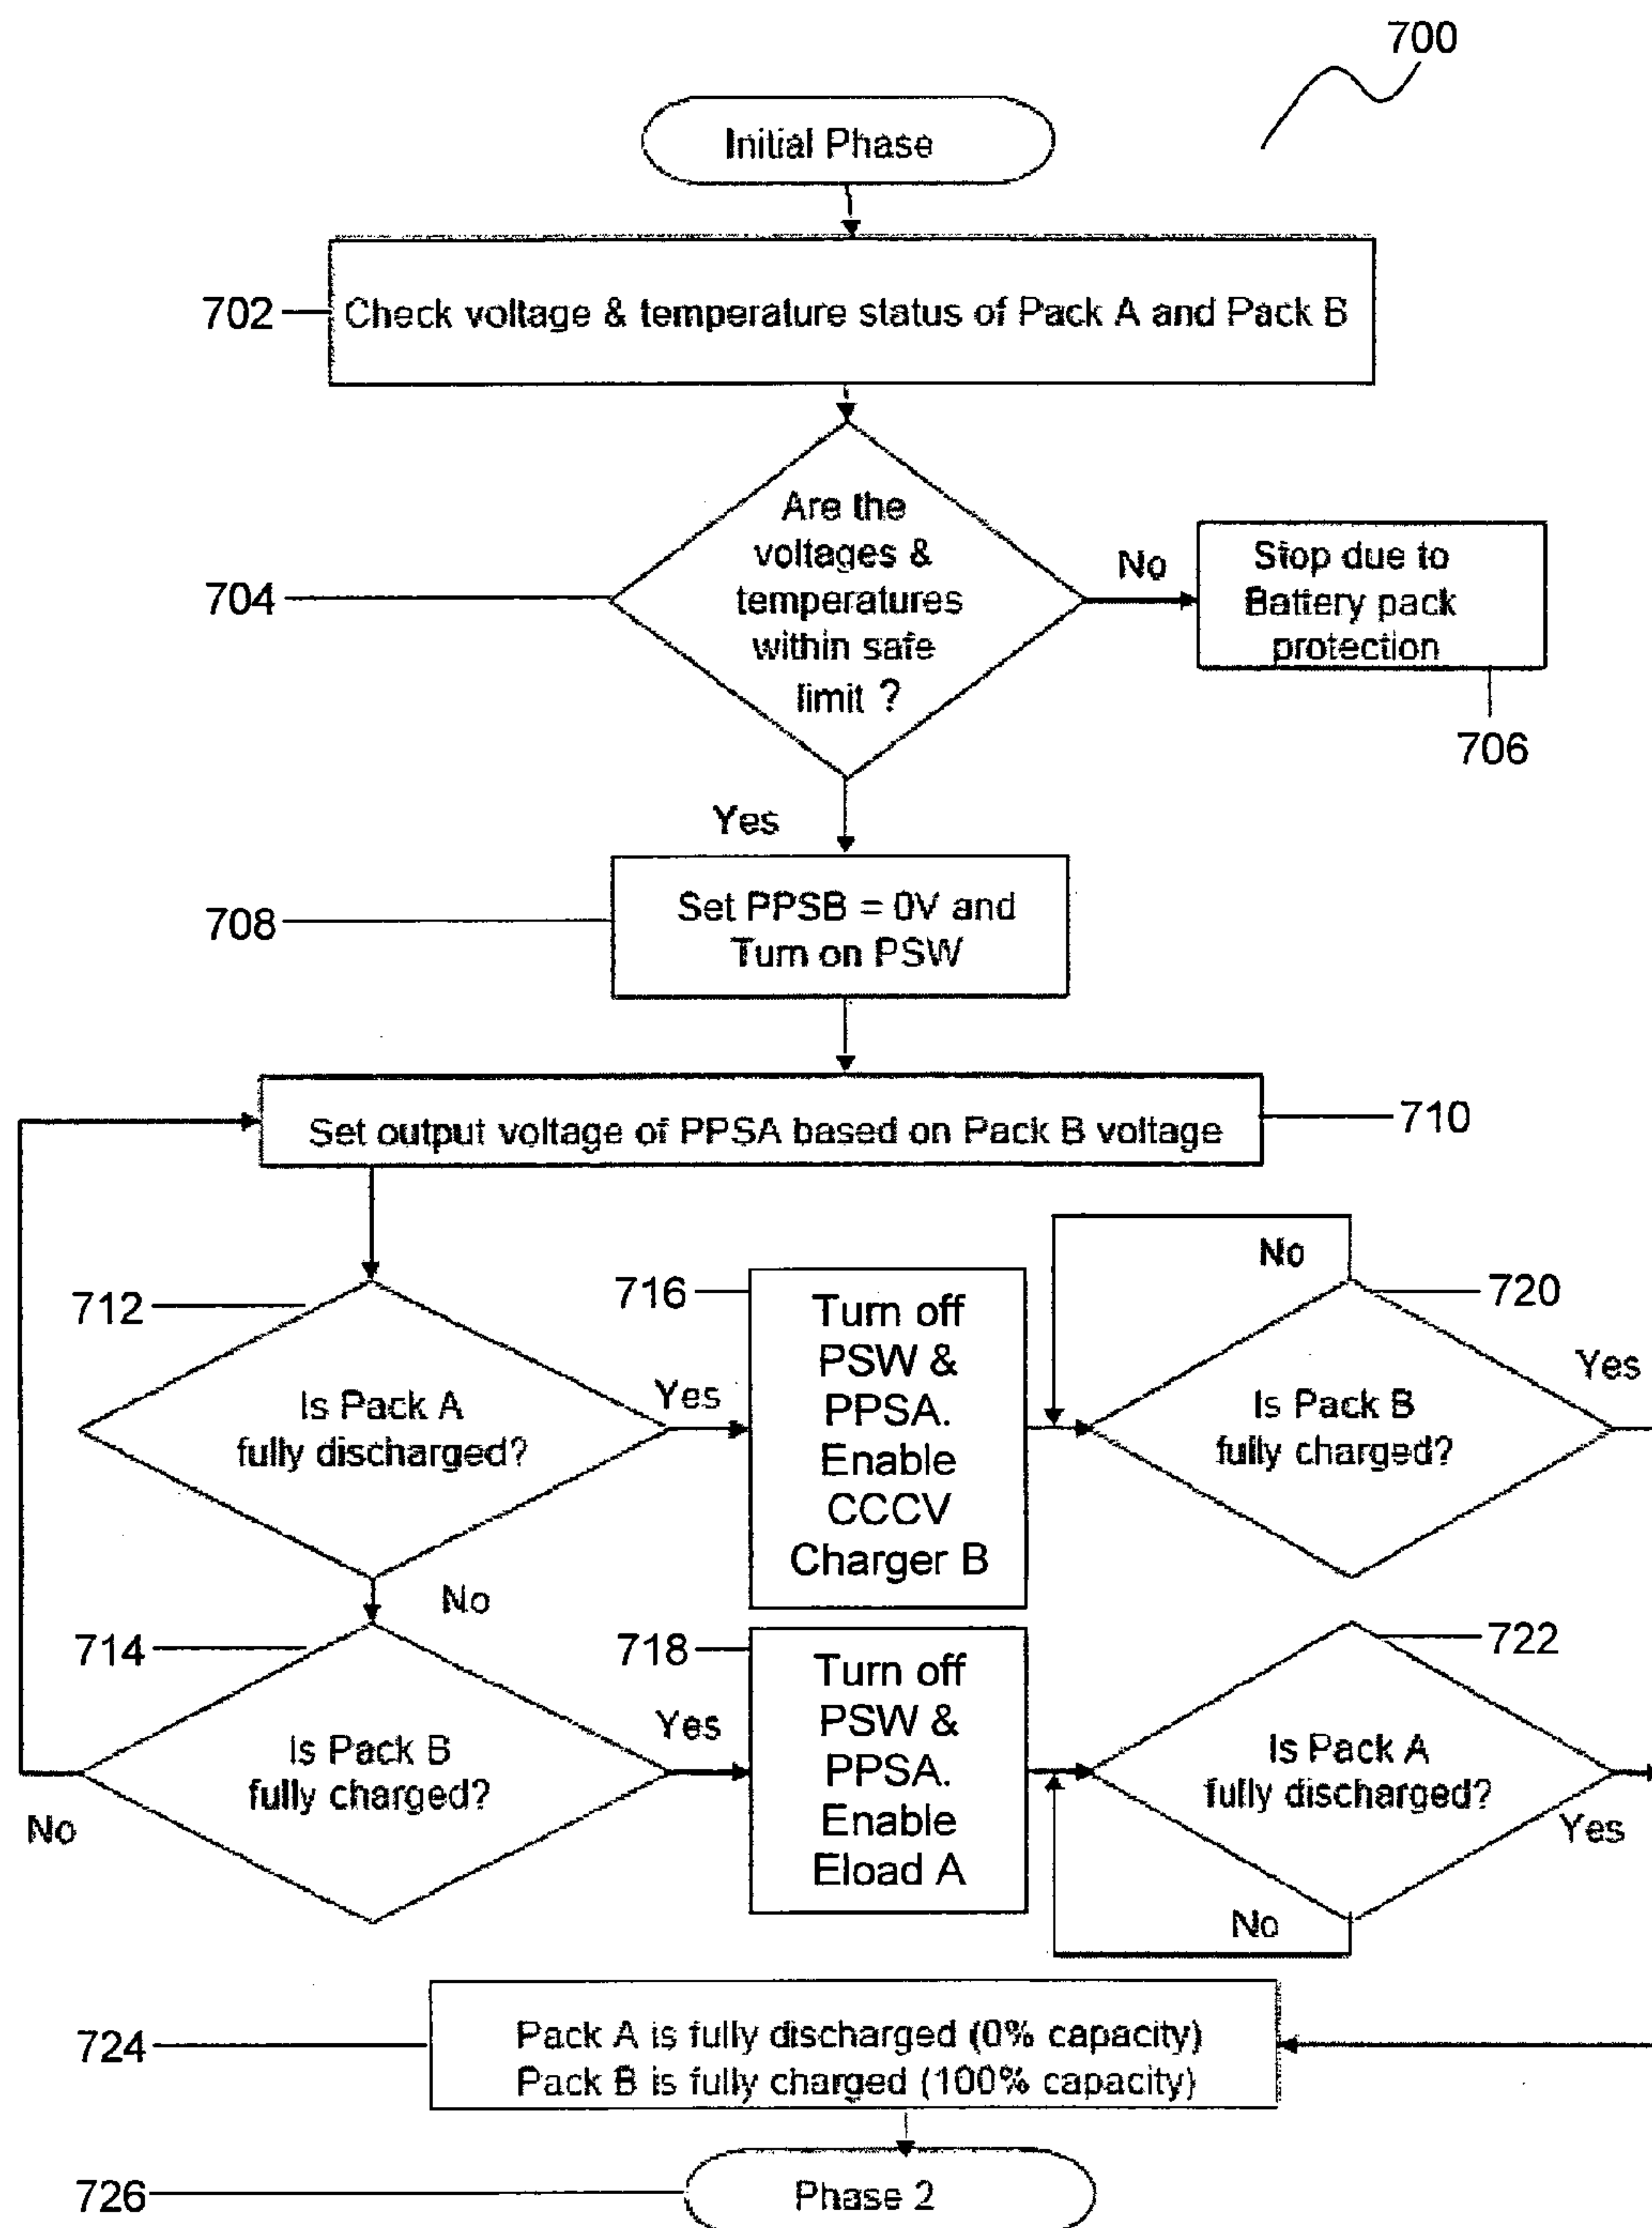 700
Initial Phase
702
Check voltage & temperature status of Pack A and Pack B
704
Are the
voltages &
temperatures
within safe
limit ?
No
Stop due to
Battery pack
protection
706
Yes
708
Set PPSB = 0V and
Turn on PSW
Set output voltage of PPSA based on Pack B voltage
710
712
Is Pack A
fully discharged?
Yes
716
Turn off
PSW &
PPSA.
Enable
CCCV
Charger B
No
720
Is Pack B
fully charged?
Yes
No
714
Is Pack B
fully charged?
No
Yes
718
Turn off
PSW &
PPSA.
Enable
Eload A
722
Is Pack A
fully discharged?
Yes
No
724
Pack A is fully discharged (0% capacity)
Pack B is fully charged (100% capacity)
726
Phase 2